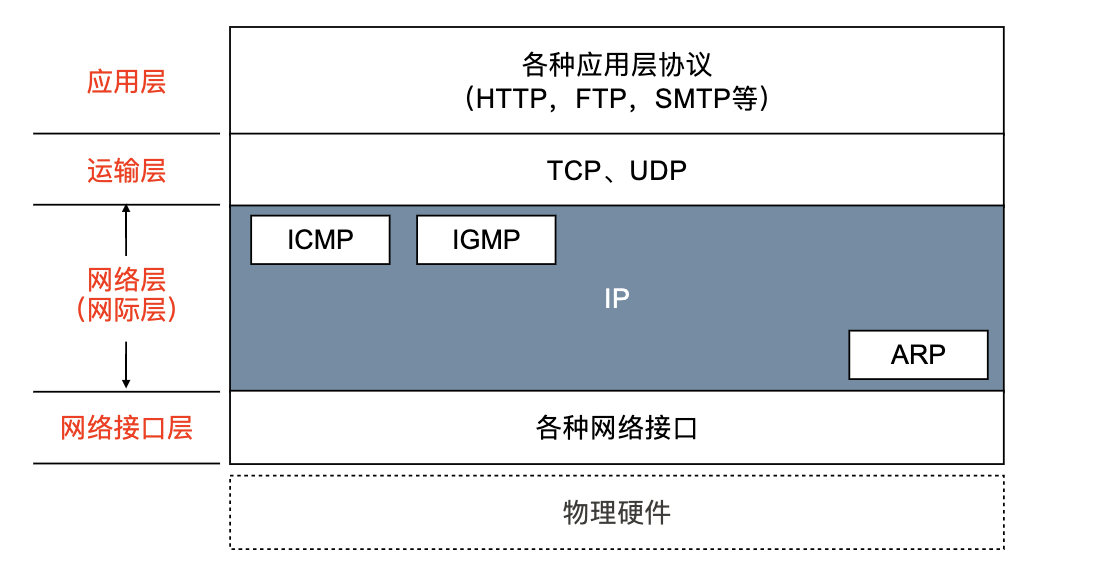 应用层
各种应用层协议
（HTTP，FTP，SMTP等）
运输层
TCP、UDP
ICMP
IGMP
网络层
（网际层）
IP
ARP
网络接口层
各种网络接口
物理硬件